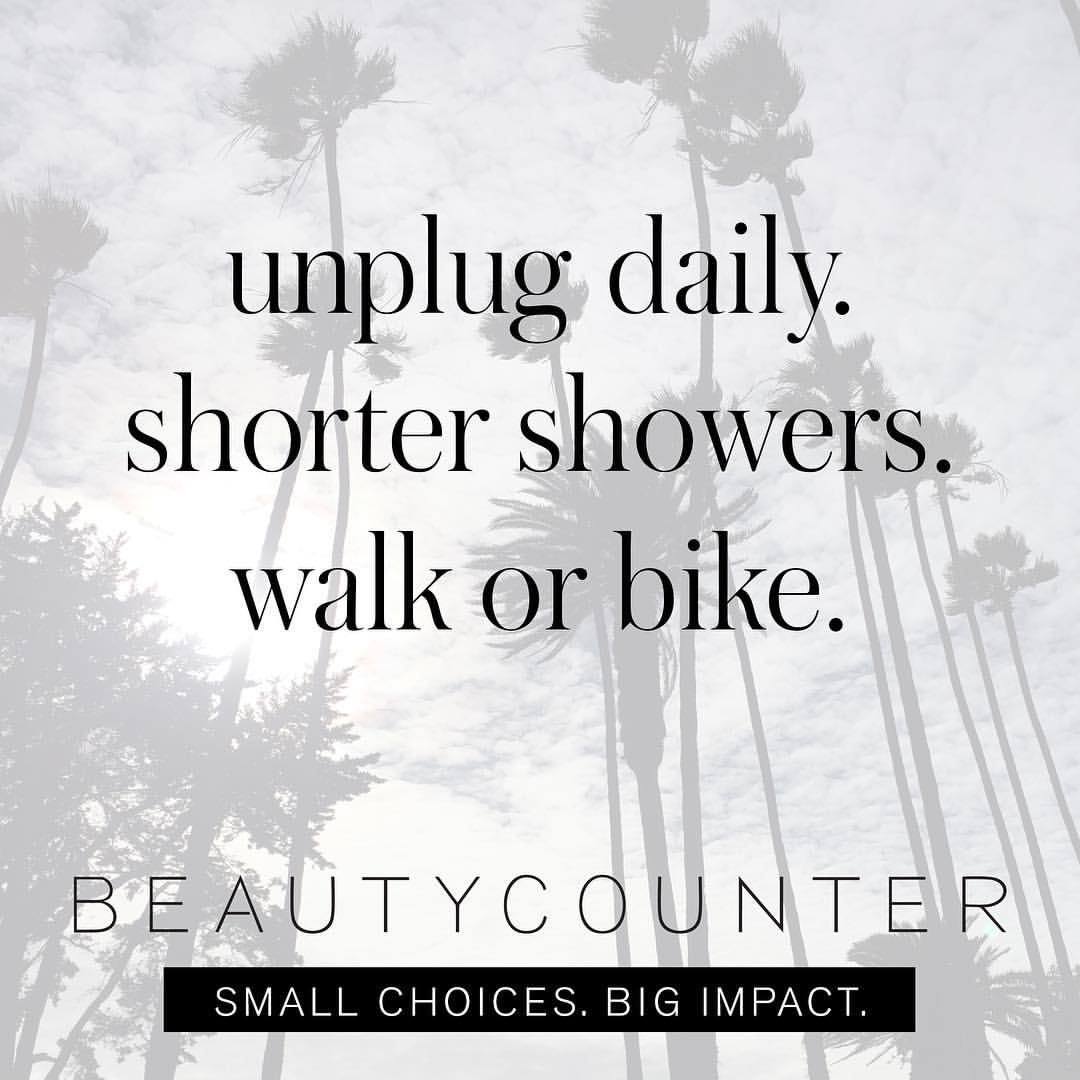 unplug daily.
shorter showers.
walk or bike.
BEAUTYCOUNTER
SMALL CHOICES. BIG IMPACT.